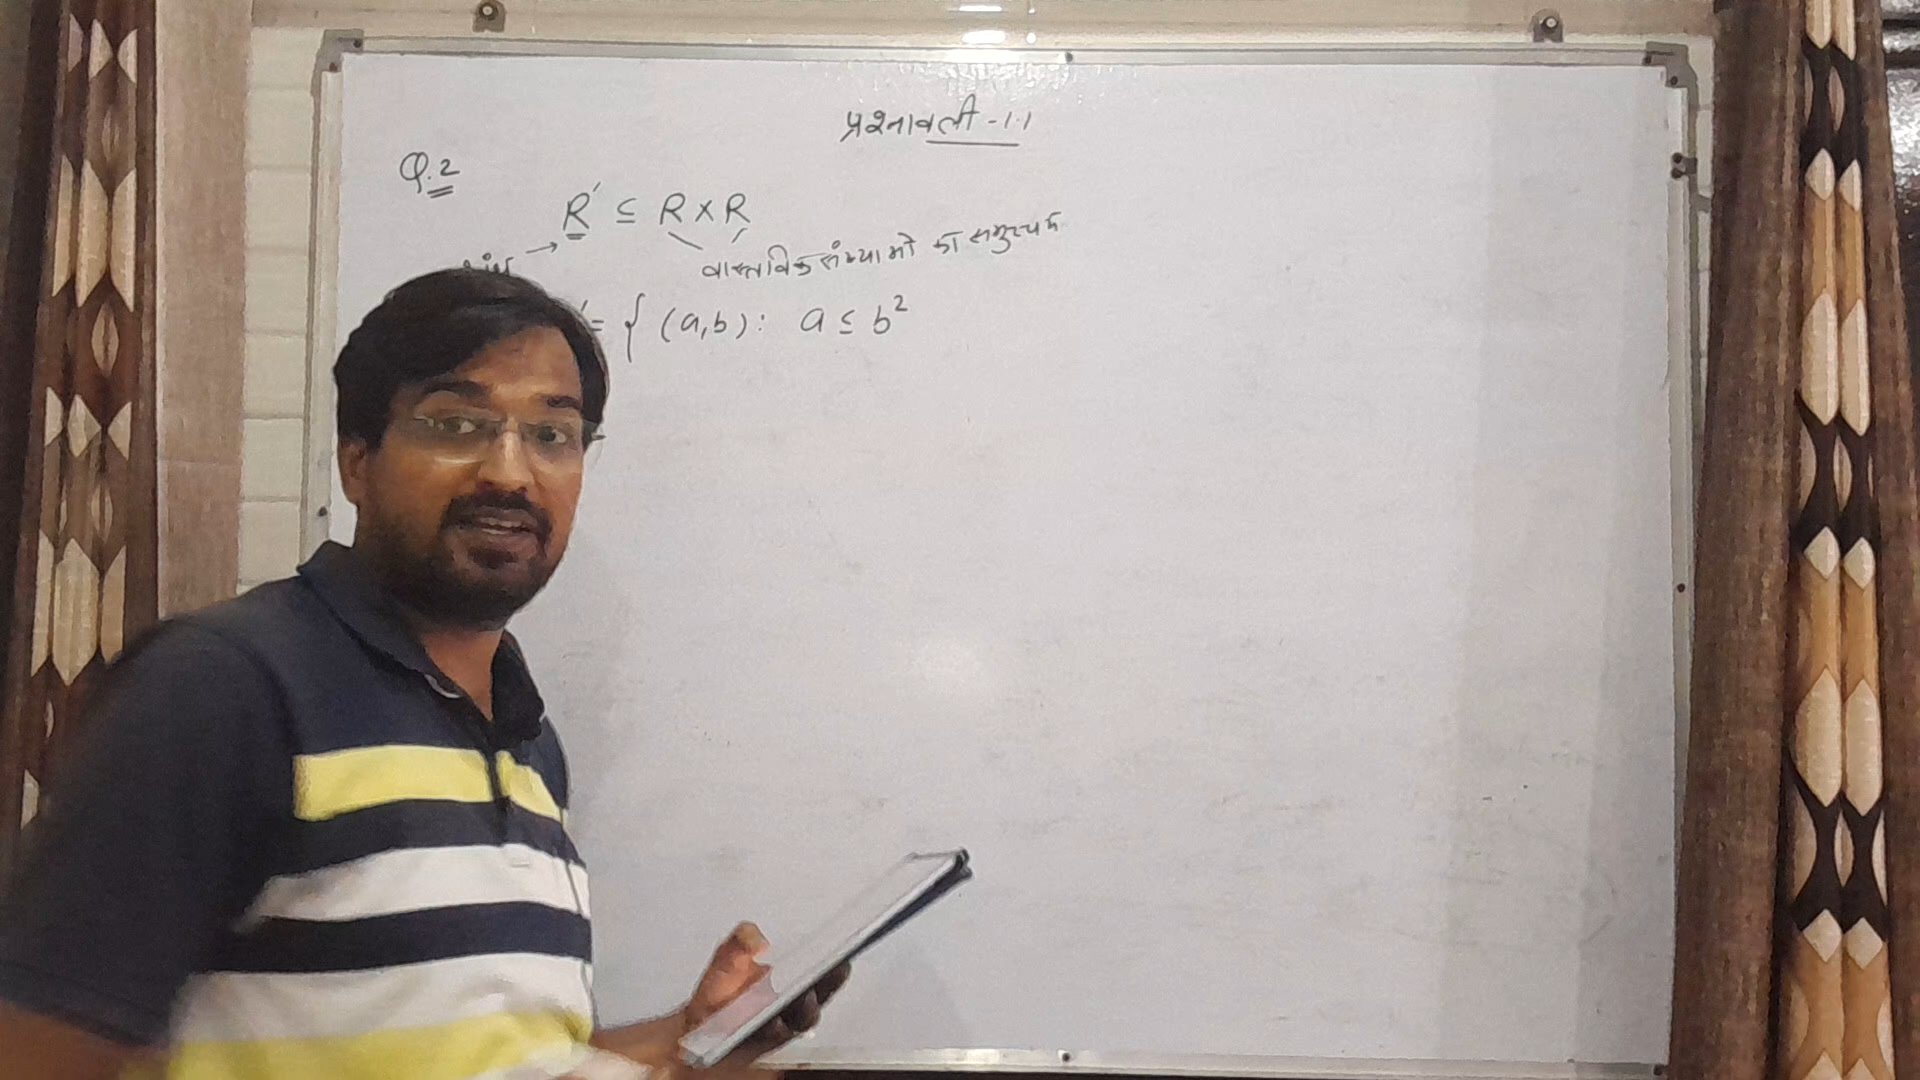 प्रश्नावली -1.1
Q.2
R' ⊆ R × R
→ वास्तविक संख्याओं का समुच्चय
= { (a,b) : a ≤ b²